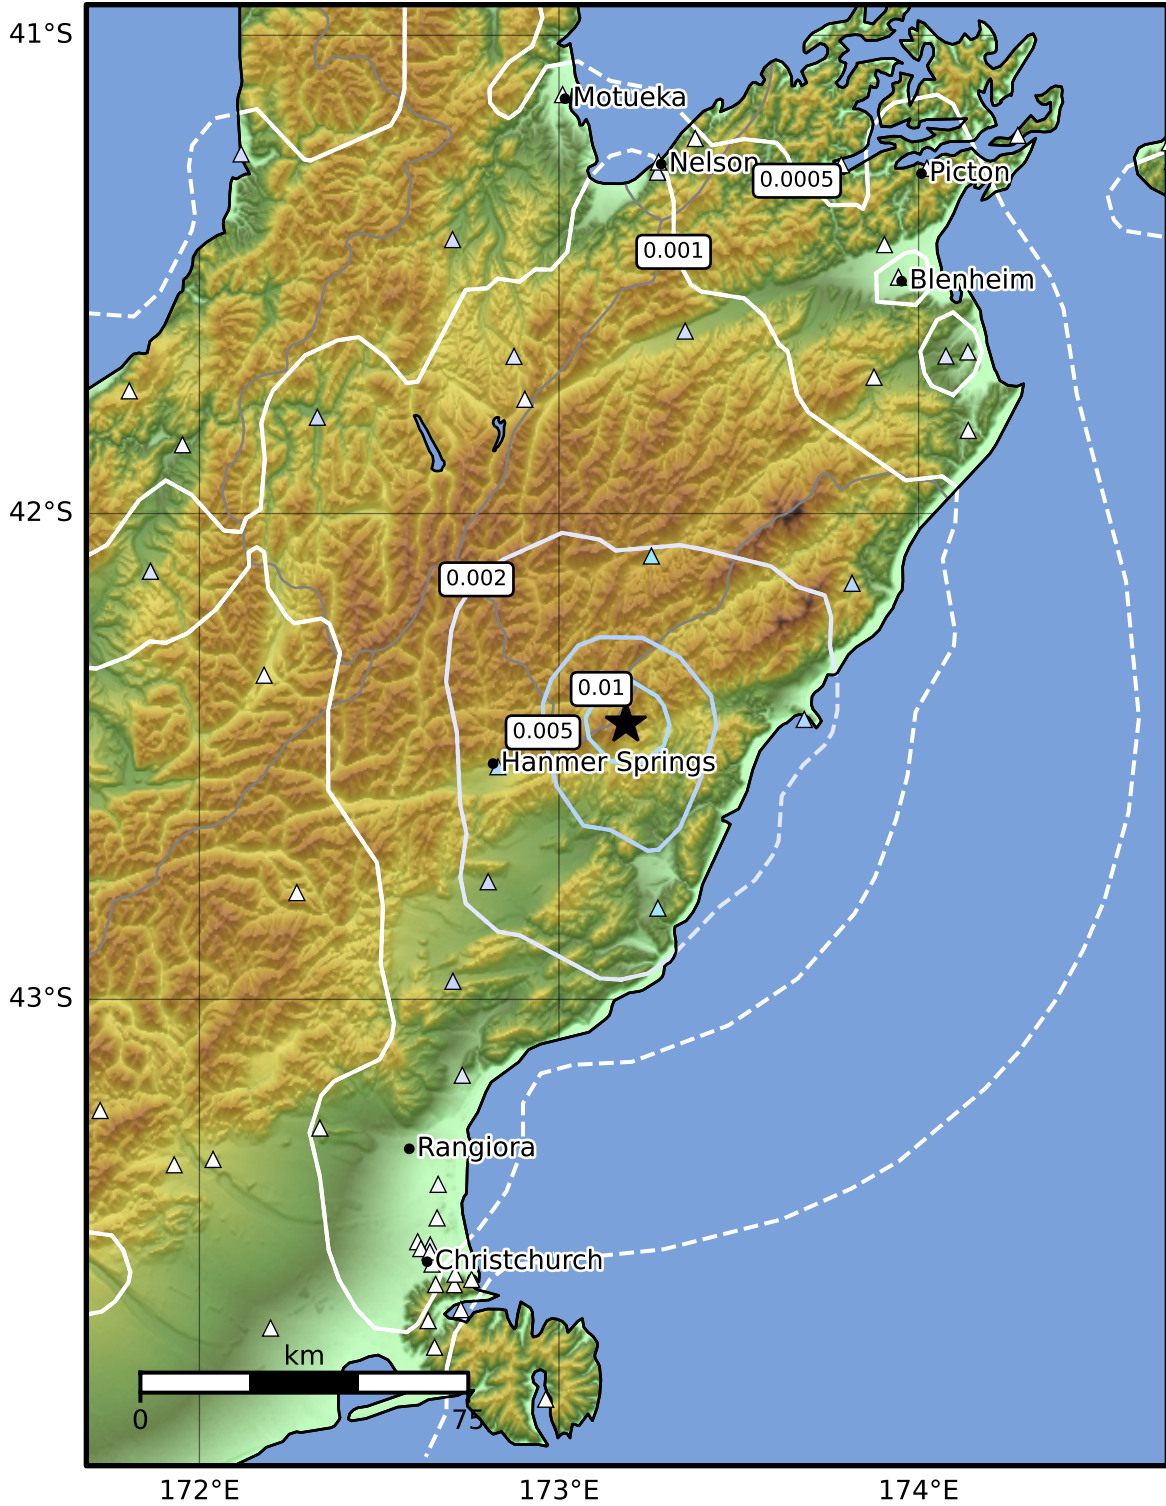 41°S
Motueka
Nelson
Picton
0.0005
0.001
Blenheim
42°S
0.002
0.01
0.005
Hanmer Springs
43°S
Rangiora
Christchurch
km
0
75
172°E
173°E
174°E